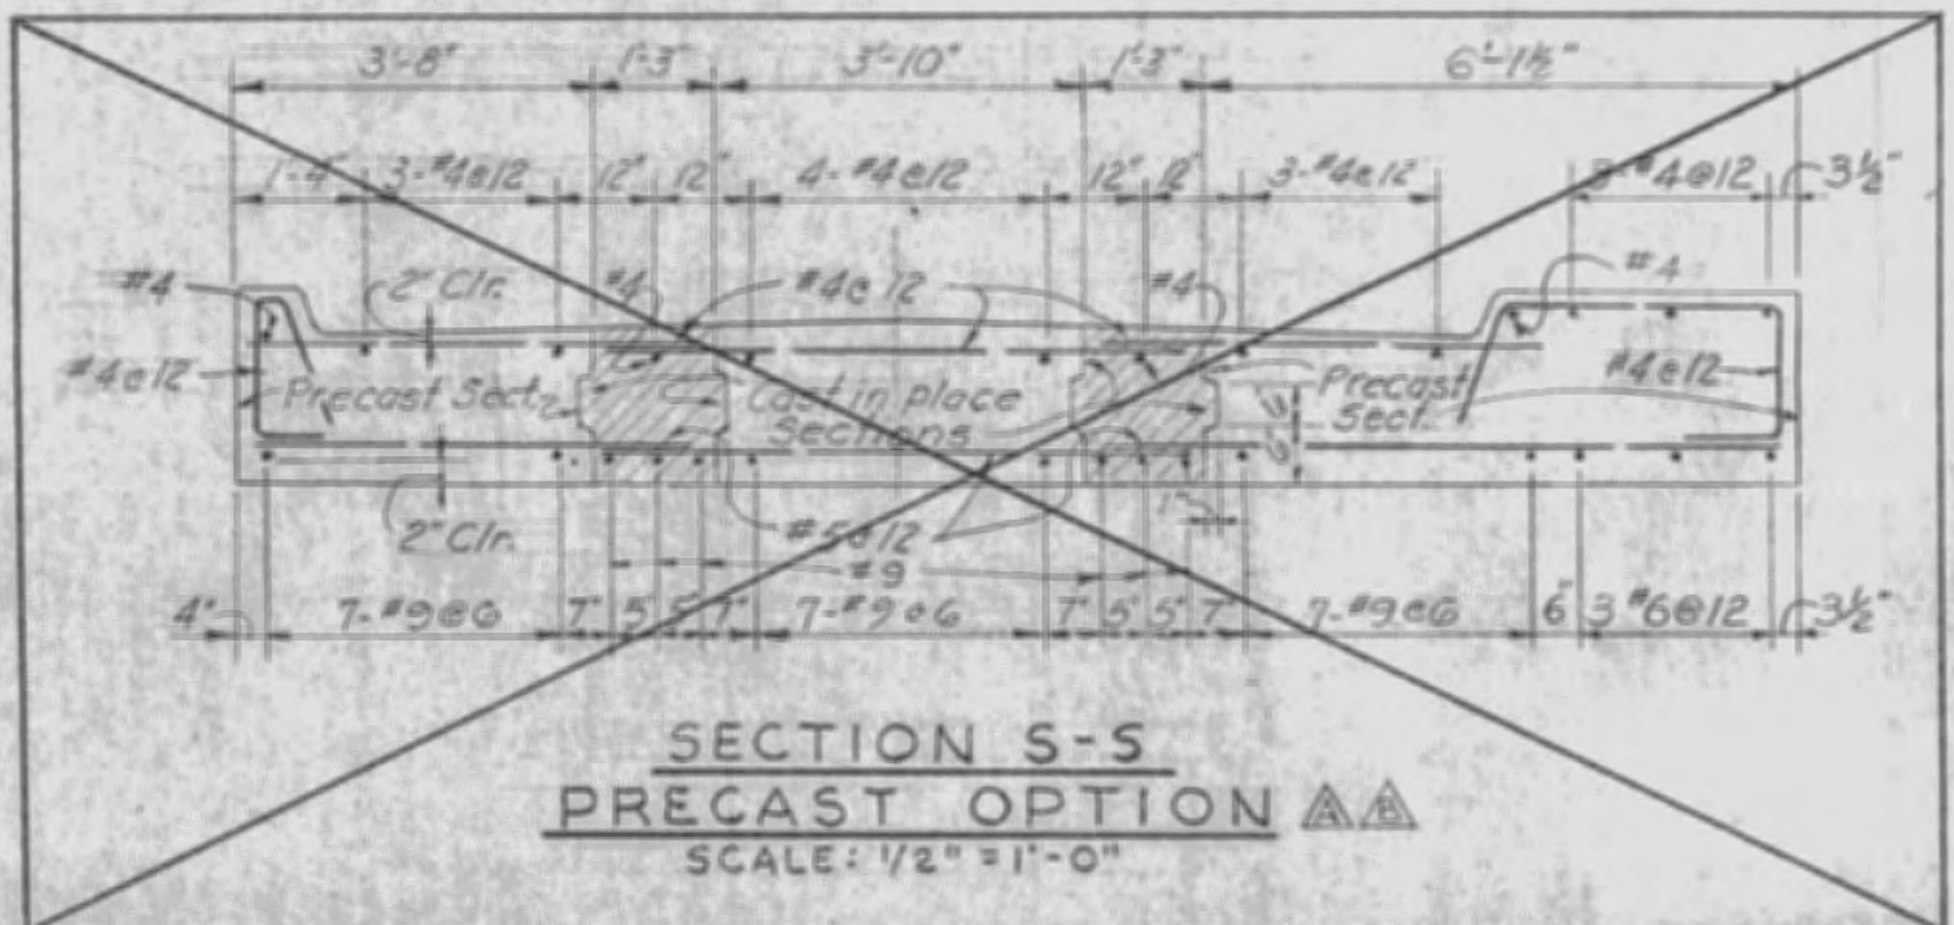 3'-8" 1'-3" 3'-10" 1'-3" 6'-1½"
1'-4" 3-#4@12 12" 12" 4-#4@12 12" 12" 3-#4@12 3-#4@12 3½"
#4 2" Clr. #4 #4@12 #4 #4
#4@12 Precast Sect. Cast in place Sections Precast Sect. #4@12
6" 6"
2" Clr. #5@12 1"
#9
4" 7-#9@6 7" 5" 5" 7" 7-#9@6 7" 5" 5" 7" 7-#9@6 6" 3 #6@12 3½"
SECTION S-S
PRECAST OPTION A B
SCALE: 1/2" = 1'-0"